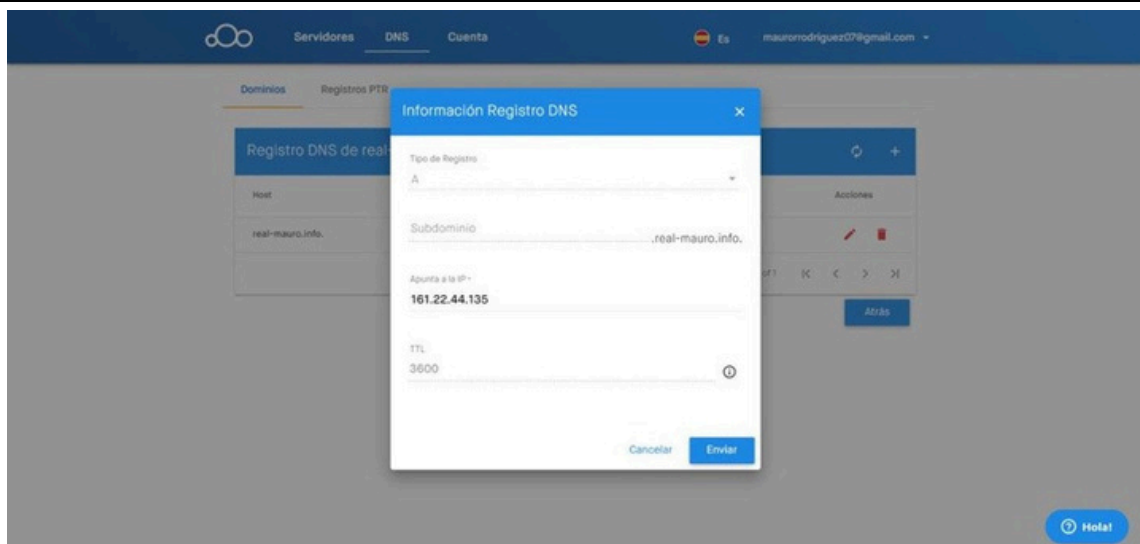 Servidores DNS Cuenta Es maurorrodriguez07@gmail.com
Dominios Registros PTR
Información Registro DNS
Registro DNS de real-
Tipo de Registro
A
Host
Acciones
Subdominio
.real-mauro.info.
real-mauro.info.
Apunta a la IP *
161.22.44.135
of 1
Atrás
TTL
3600
Cancelar Enviar
Hola!